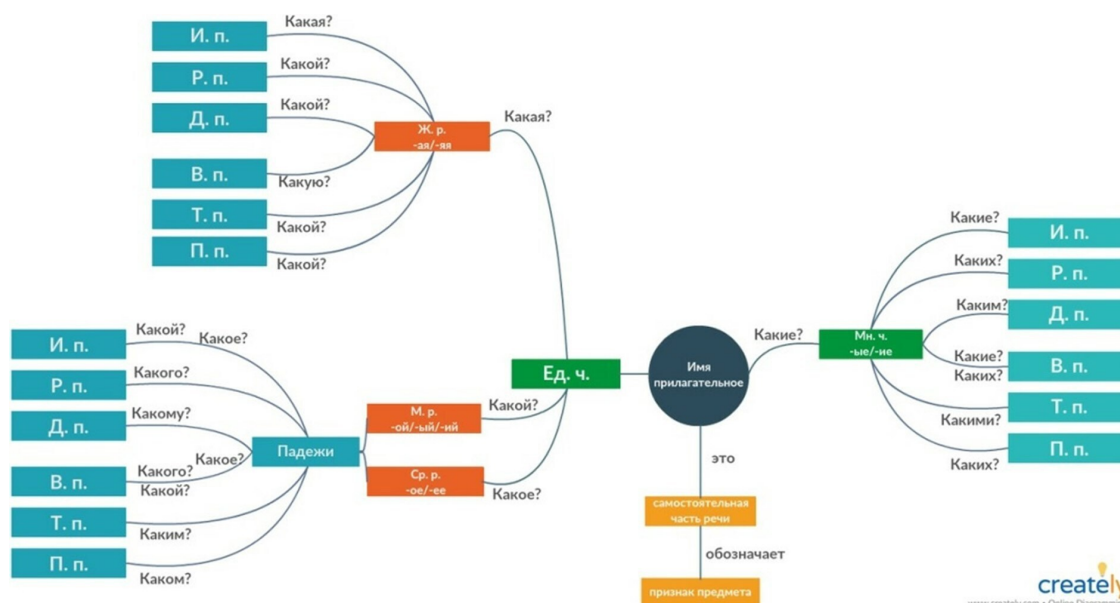 И. п.
Какая?
Р. п.
Какой?
Д. п.
Какой?
В. п.
Какую?
Т. п.
Какой?
П. п.
Какой?
Ж. р.
-ая/-яя
Какая?
И. п.
Какой?
Какое?
Р. п.
Какого?
Д. п.
Какому?
В. п.
Какого?
Какое?
Какой?
Т. п.
Каким?
П. п.
Каком?
Падежи
М. р.
-ой/-ый/-ий
Какой?
Ср. р.
-ое/-ее
Какое?
Ед. ч.
Имя
прилагательное
это
самостоятельная
часть речи
обозначает
признак предмета
Какие?
Мн. ч.
-ые/-ие
Какие?
И. п.
Каких?
Р. п.
Каким?
Д. п.
Какие?
Каких?
В. п.
Какими?
Т. п.
Каких?
П. п.
creately